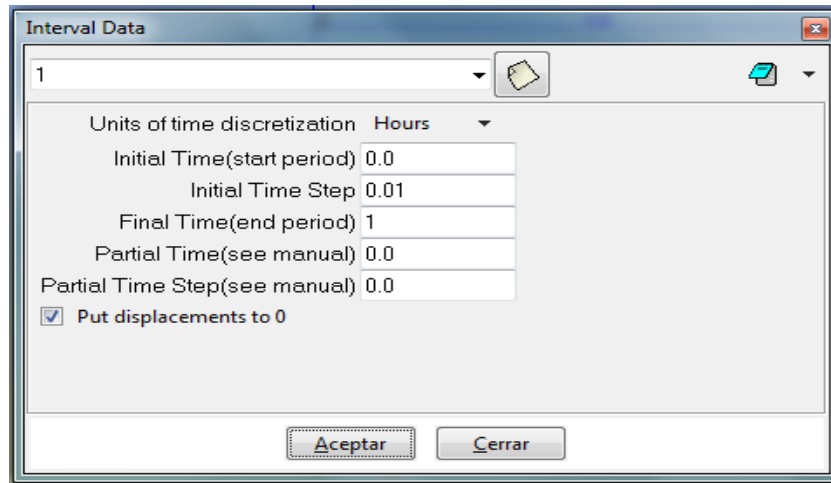 Interval Data
1
Units of time discretization Hours
Initial Time(start period) 0.0
Initial Time Step 0.01
Final Time(end period) 1
Partial Time(see manual) 0.0
Partial Time Step(see manual) 0.0
Put displacements to 0
Aceptar Cerrar